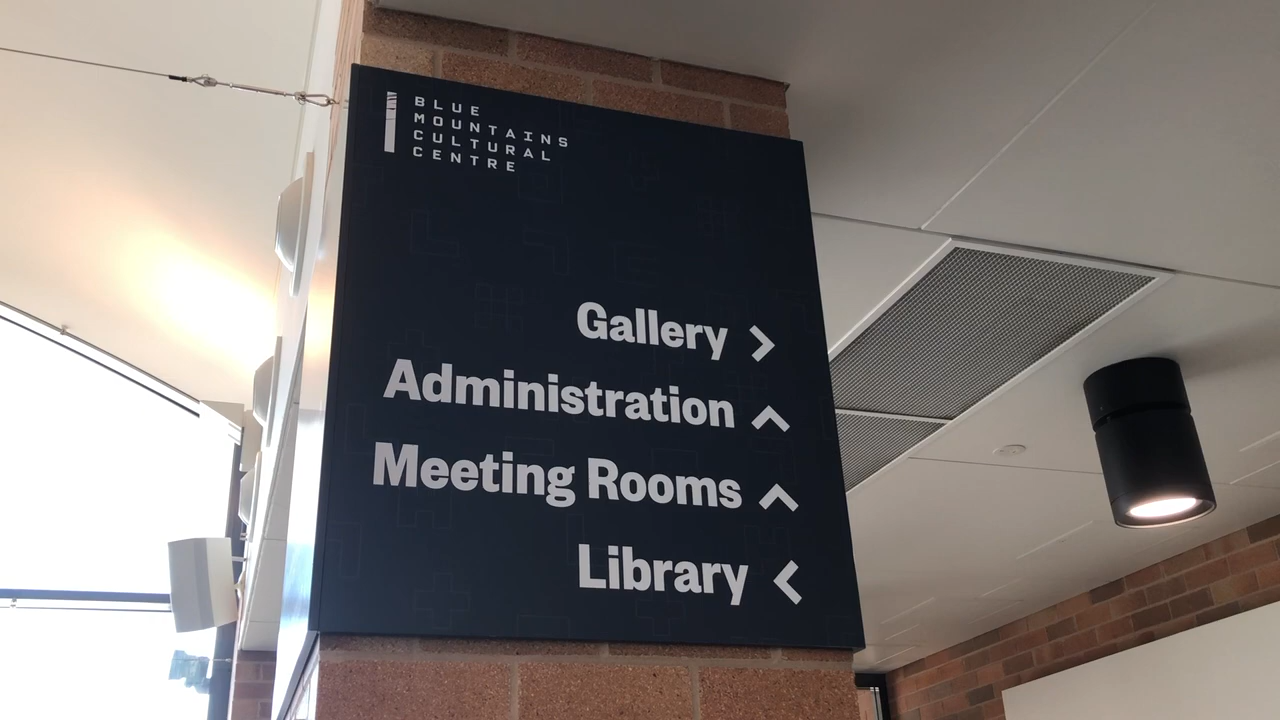 BLUE
MOUNTAINS
CULTURAL
CENTRE
Gallery
Administration
Meeting Rooms
Library